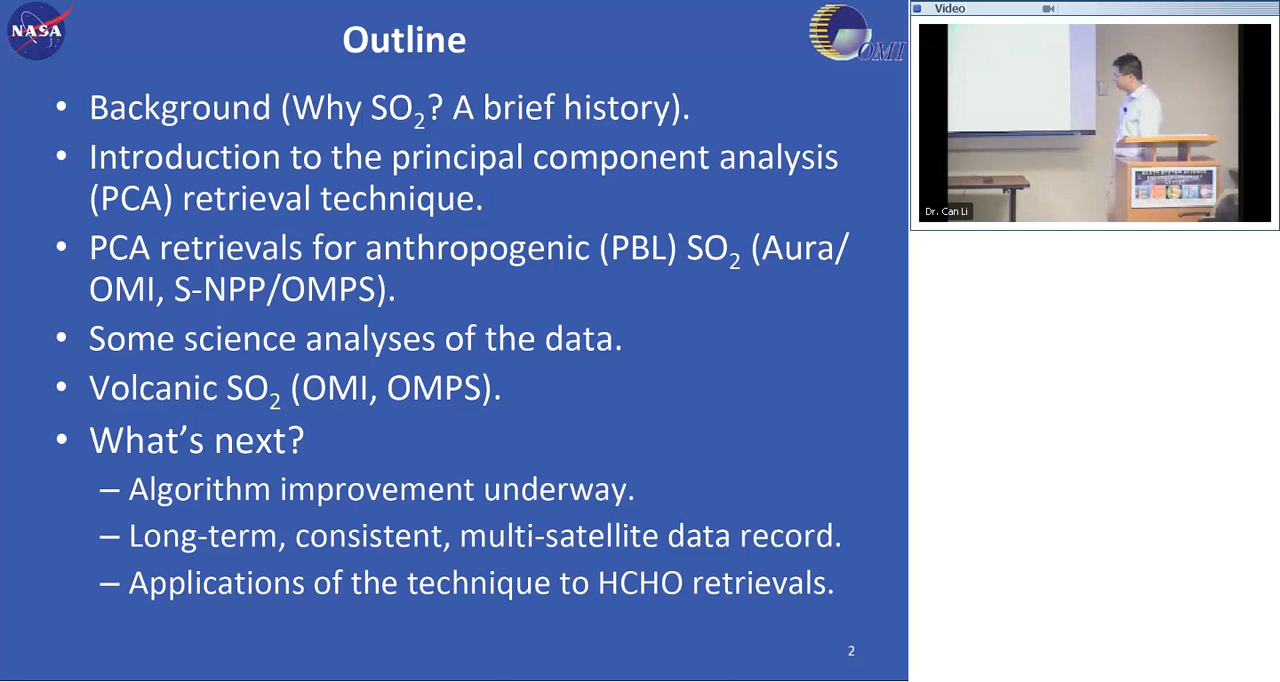 NASA
Outline
OMI
• Background (Why SO₂? A brief history).
• Introduction to the principal component analysis
(PCA) retrieval technique.
• PCA retrievals for anthropogenic (PBL) SO₂ (Aura/
OMI, S-NPP/OMPS).
• Some science analyses of the data.
• Volcanic SO₂ (OMI, OMPS).
• What’s next?
– Algorithm improvement underway.
– Long-term, consistent, multi-satellite data record.
– Applications of the technique to HCHO retrievals.
2
Video
Dr. Can Li